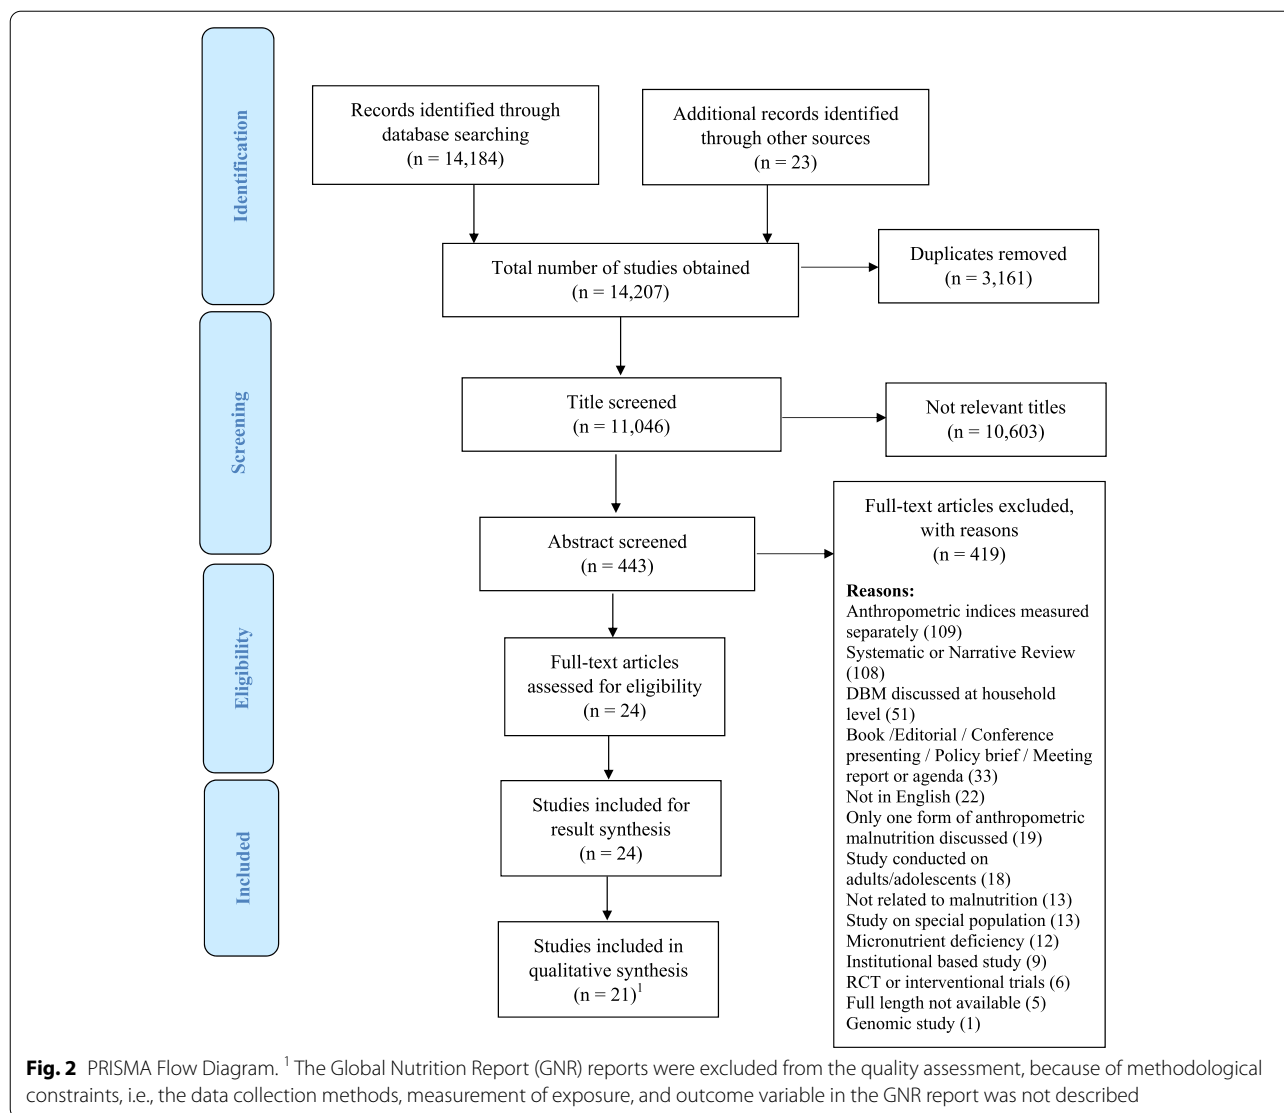 Identification
Records identified through
database searching
(n = 14,184)
Additional records identified
through other sources
(n = 23)
Total number of studies obtained
(n = 14,207)
Duplicates removed
(n = 3,161)
Screening
Title screened
(n = 11,046)
Not relevant titles
(n = 10,603)
Abstract screened
(n = 443)
Full-text articles excluded,
with reasons
(n = 419)
Reasons:
Anthropometric indices measured
separately (109)
Systematic or Narrative Review
(108)
DBM discussed at household
level (51)
Book /Editorial / Conference
presenting / Policy brief / Meeting
report or agenda (33)
Not in English (22)
Only one form of anthropometric
malnutrition discussed (19)
Study conducted on
adults/adolescents (18)
Not related to malnutrition (13)
Study on special population (13)
Micronutrient deficiency (12)
Institutional based study (9)
RCT or interventional trials (6)
Full length not available (5)
Genomic study (1)
Eligibility
Full-text articles
assessed for eligibility
(n = 24)
Included
Studies included for
result synthesis
(n = 24)
Studies included in
qualitative synthesis
(n = 21)¹
Fig. 2 PRISMA Flow Diagram. ¹ The Global Nutrition Report (GNR) reports were excluded from the quality assessment, because of methodological
constraints, i.e., the data collection methods, measurement of exposure, and outcome variable in the GNR report was not described